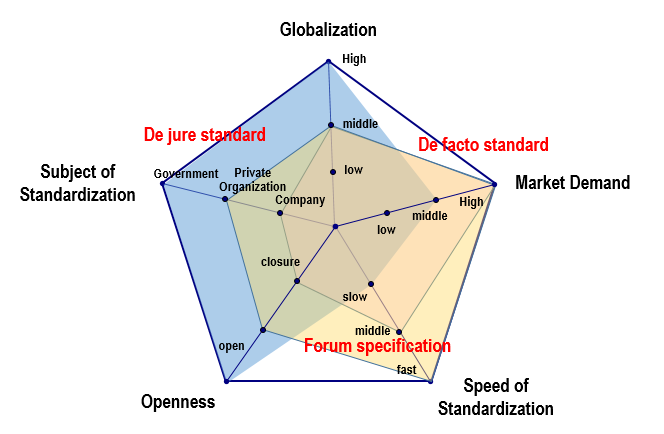 Globalization
High
De jure standard
middle
De facto standard
Subject of
Standardization
Government
Private
Organization
low
Company
High
Market Demand
middle
low
closure
slow
middle
open
Forum specification
fast
Openness
Speed of
Standardization